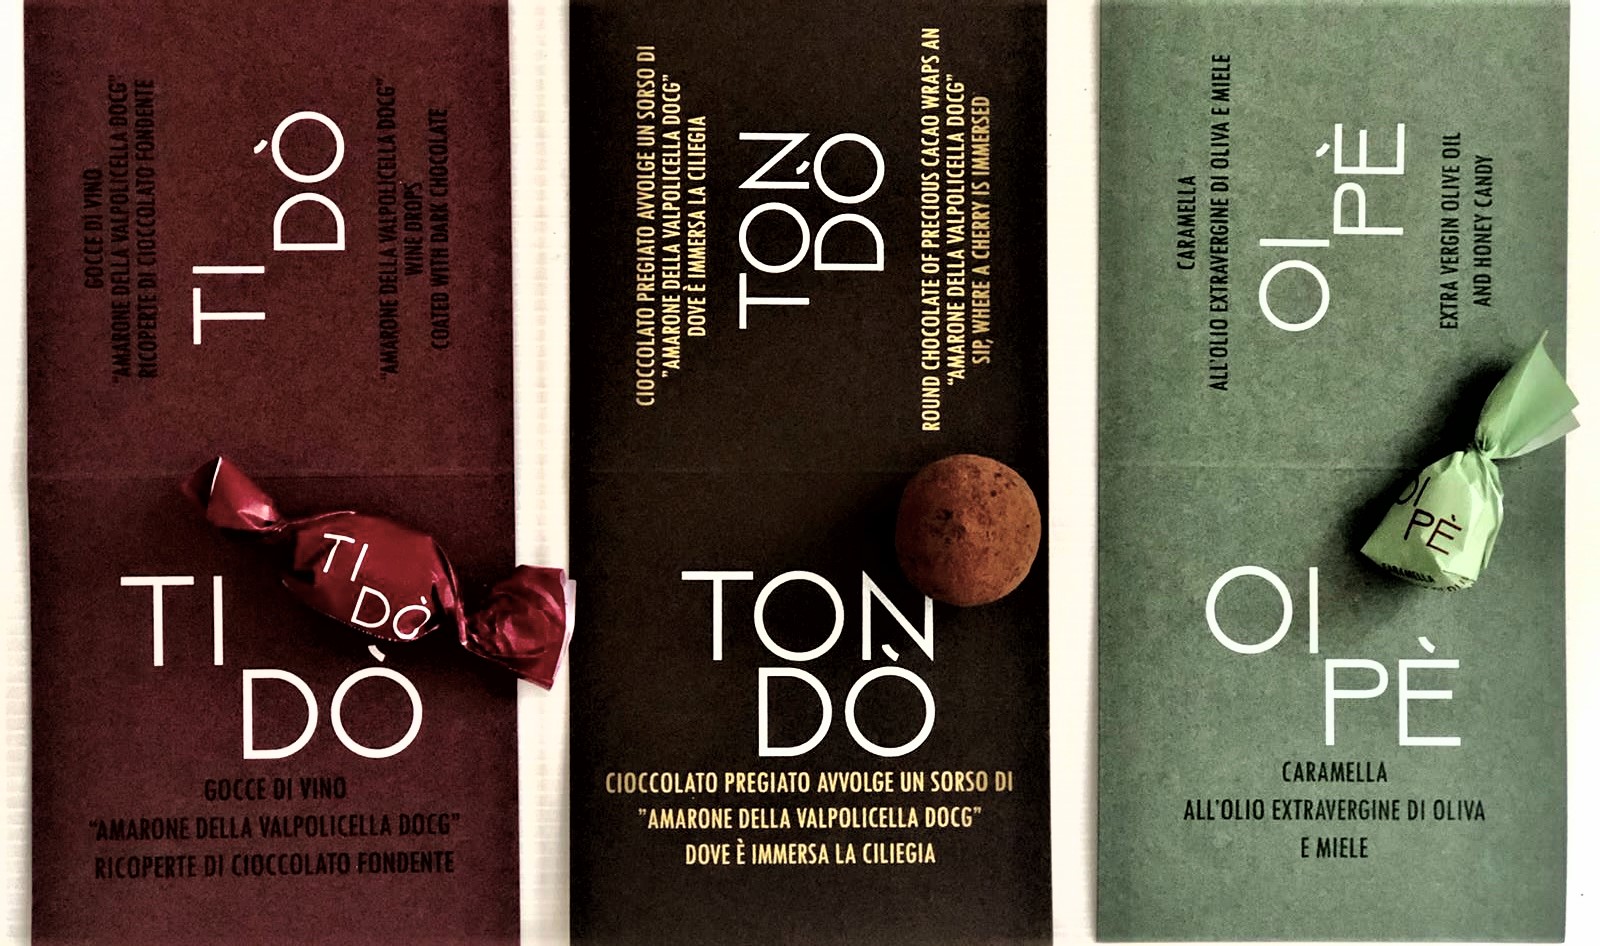 GOCCE DI VINO
"AMARONE DELLA VALPOLICELLA DOCG"
RICOPERTE DI CIOCCOLATO FONDENTE
TI
DÒ
"AMARONE DELLA VALPOLICELLA DOCG"
WINE DROPS
COATED WITH DARK CHOCOLATE
TI
DÒ
TI
DÒ
GOCCE DI VINO
"AMARONE DELLA VALPOLICELLA DOCG"
RICOPERTE DI CIOCCOLATO FONDENTE
CIOCCOLATO PREGIATO AVVOLGE UN SORSO DI
"AMARONE DELLA VALPOLICELLA DOCG"
DOVE È IMMERSA LA CILIEGIA
TON
DÒ
ROUND CHOCOLATE OF PRECIOUS CACAO WRAPS AN
"AMARONE DELLA VALPOLICELLA DOCG"
SIP, WHERE A CHERRY IS IMMERSED
TON
DÒ
CIOCCOLATO PREGIATO AVVOLGE UN SORSO DI
"AMARONE DELLA VALPOLICELLA DOCG"
DOVE È IMMERSA LA CILIEGIA
CARAMELLA
ALL'OLIO EXTRAVERGINE DI OLIVA E MIELE
OI
PÈ
EXTRA VERGIN OLIVE OIL
AND HONEY CANDY
OI
PÈ
CARAMELLA
OI
PÈ
CARAMELLA
ALL'OLIO EXTRAVERGINE DI OLIVA
E MIELE